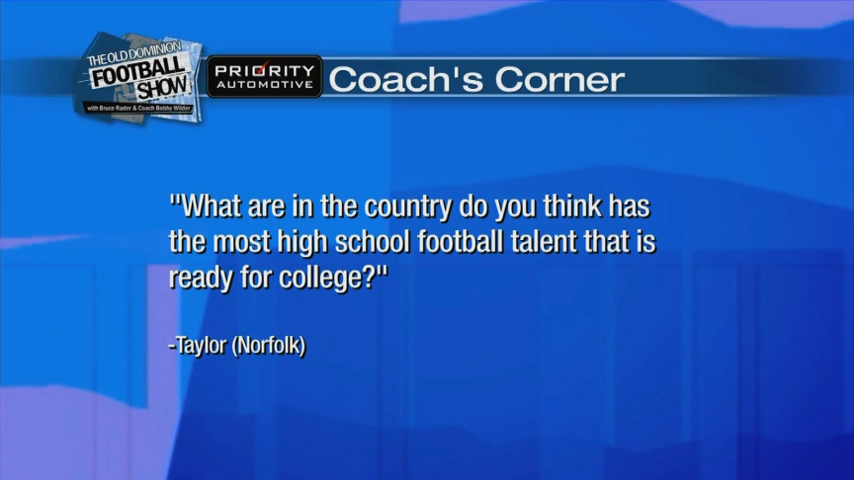 THE OLD DOMINION
FOOTBALL
SHOW
with Bruce Rader & Coach Bobby Wilder
PRIORITY
AUTOMOTIVE
Coach's Corner
"What are in the country do you think has
the most high school football talent that is
ready for college?"
-Taylor (Norfolk)